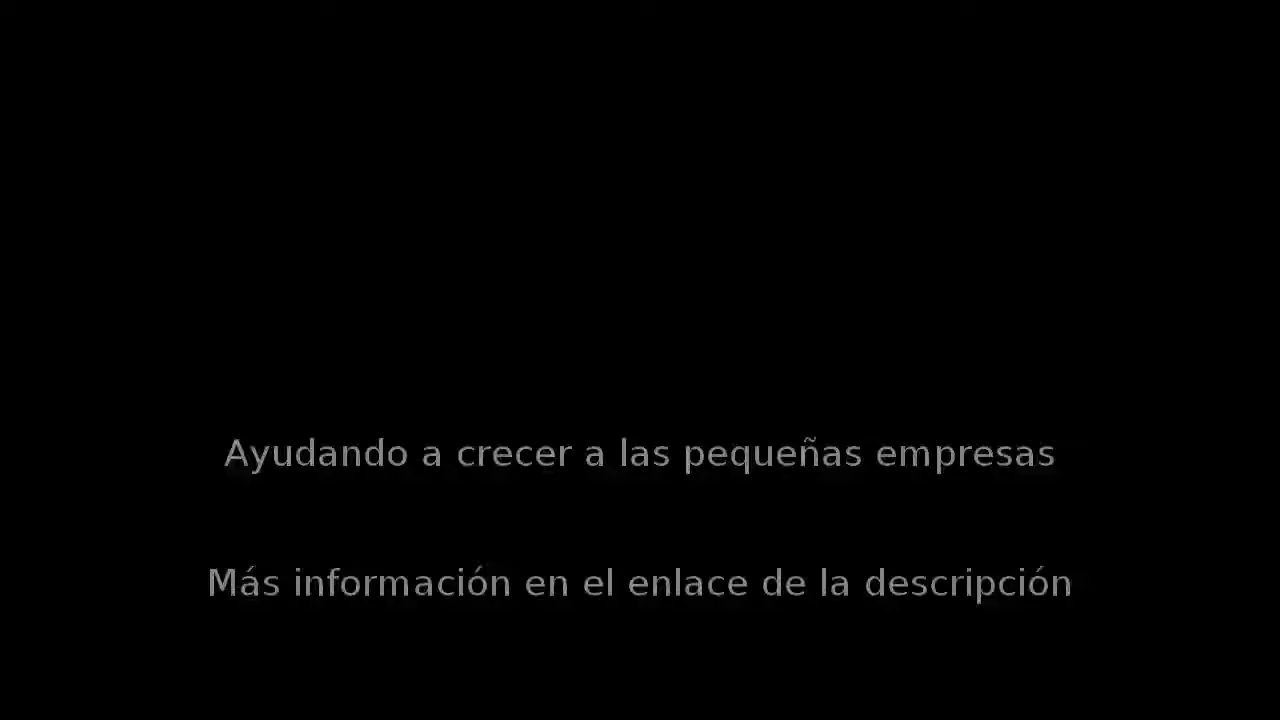 Ayudando a crecer a las pequeñas empresas
Más información en el enlace de la descripción